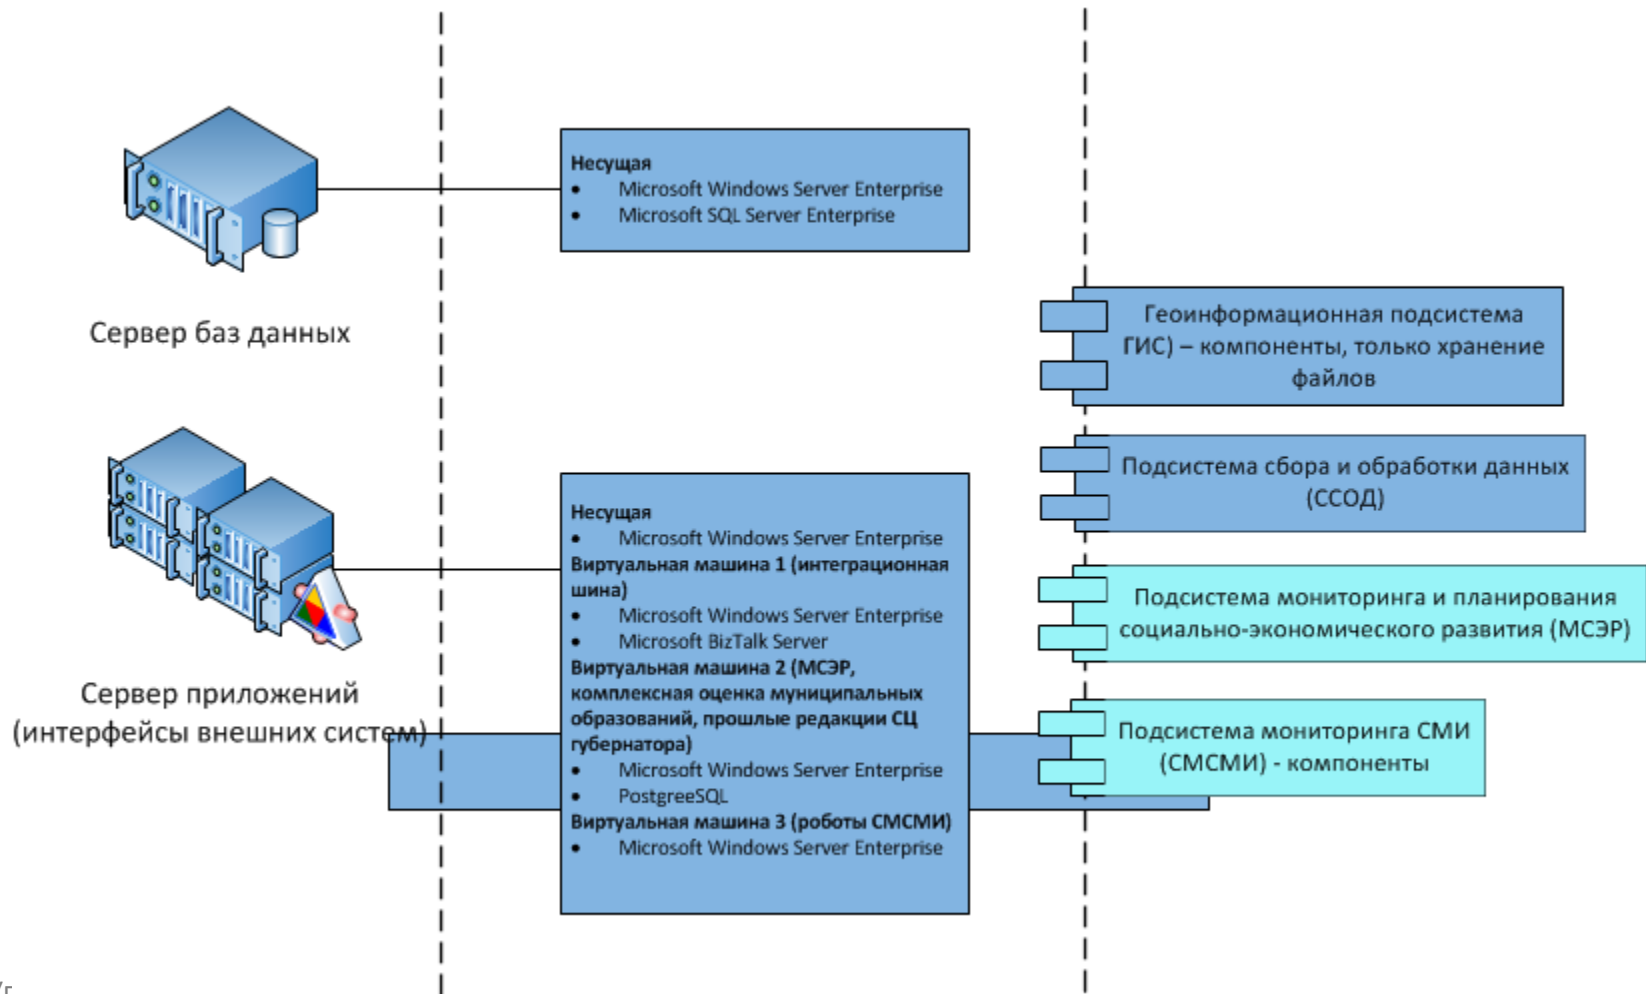 Несущая
• Microsoft Windows Server Enterprise
• Microsoft SQL Server Enterprise
Сервер баз данных
Геоинформационная подсистема
ГИС) – компоненты, только хранение
файлов
Подсистема сбора и обработки данных
(ССОД)
Несущая
• Microsoft Windows Server Enterprise
Виртуальная машина 1 (интеграционная
шина)
• Microsoft Windows Server Enterprise
• Microsoft BizTalk Server
Виртуальная машина 2 (МСЭР,
комплексная оценка муниципальных
образований, прошлые редакции СЦ
губернатора)
• Microsoft Windows Server Enterprise
• PostgreeSQL
Виртуальная машина 3 (роботы СМСМИ)
• Microsoft Windows Server Enterprise
Подсистема мониторинга и планирования
социально-экономического развития (МСЭР)
Сервер приложений
(интерфейсы внешних систем)
Подсистема мониторинга СМИ
(СМСМИ) - компоненты